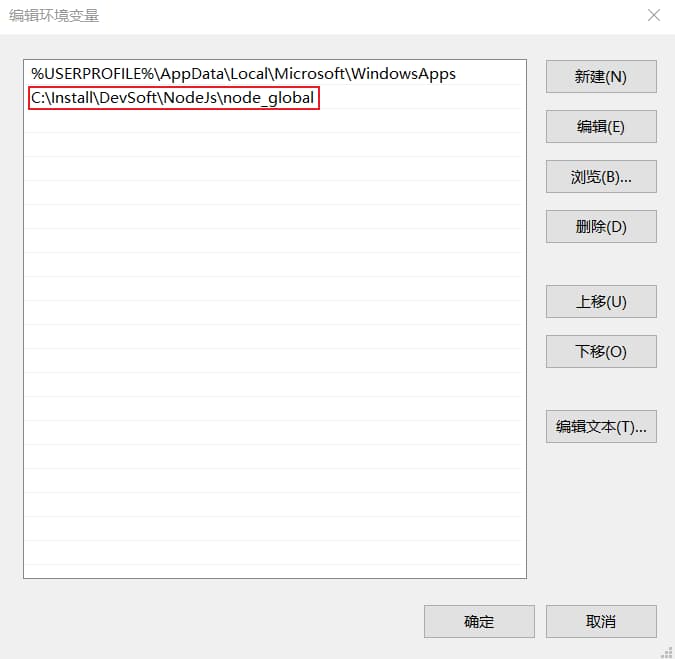 编辑环境变量
%USERPROFILE%\AppData\Local\Microsoft\WindowsApps
C:\Install\DevSoft\NodeJs\node_global
新建(N)
编辑(E)
浏览(B)...
删除(D)
上移(U)
下移(O)
编辑文本(T)...
确定
取消